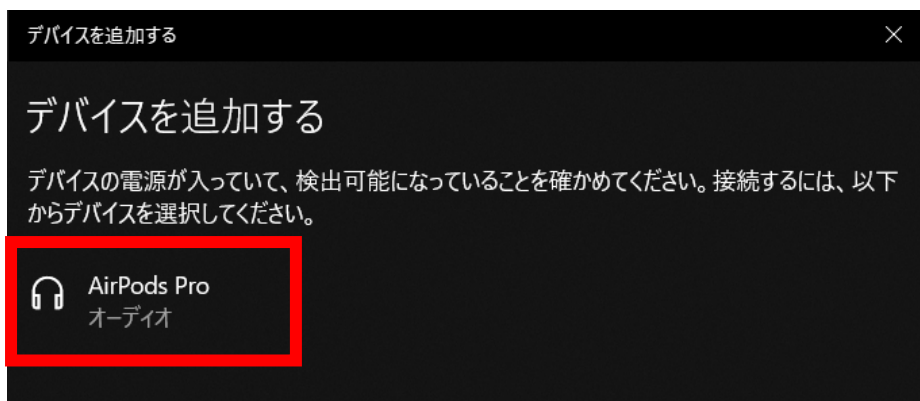 デバイスを追加する
デバイスを追加する
デバイスの電源が入っていて、検出可能になっていることを確かめてください。接続するには、以下
からデバイスを選択してください。
AirPods Pro
オーディオ